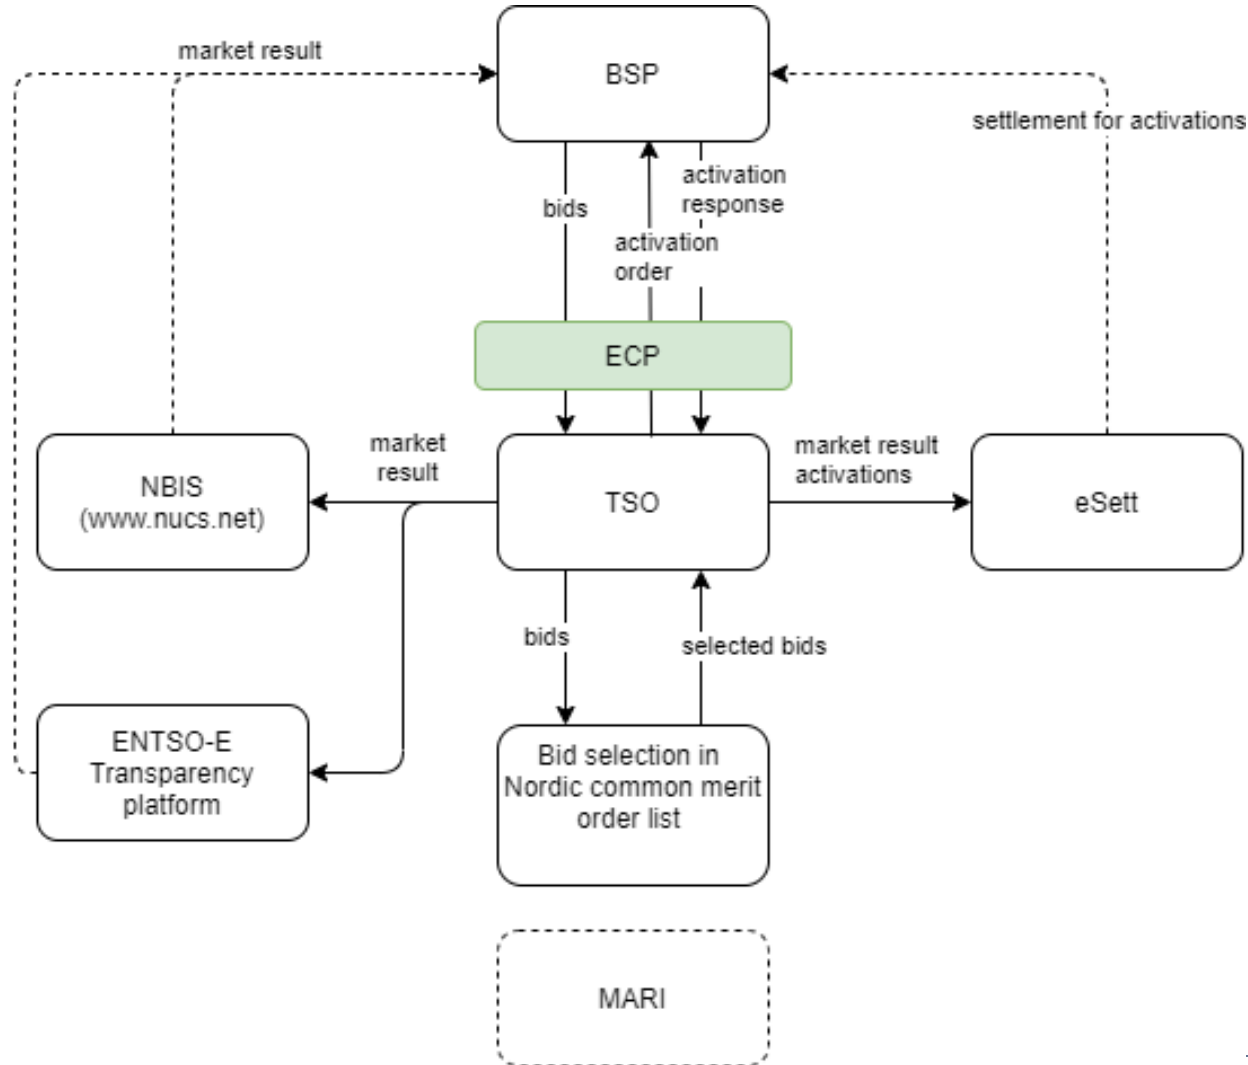 market result
BSP
settlement for activations
activation
response
bids
activation
order
ECP
market
result
market result
activations
NBIS
(www.nucs.net)
TSO
eSett
bids
selected bids
ENTSO-E
Transparency
platform
Bid selection in
Nordic common merit
order list
MARI